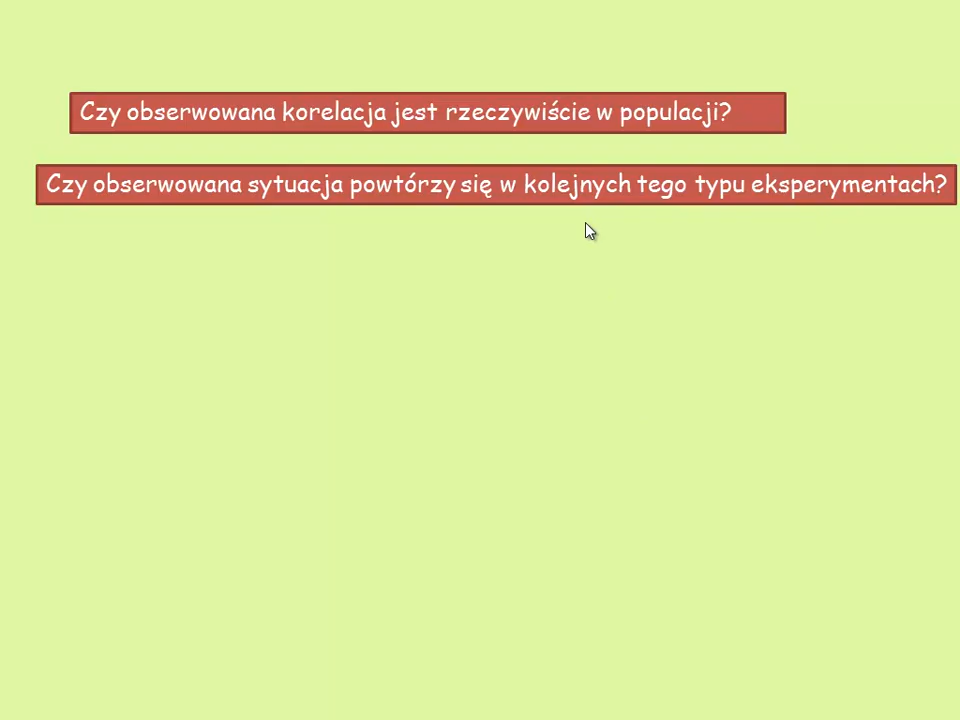 Czy obserwowana korelacja jest rzeczywiście w populacji?
Czy obserwowana sytuacja powtórzy się w kolejnych tego typu eksperymentach?